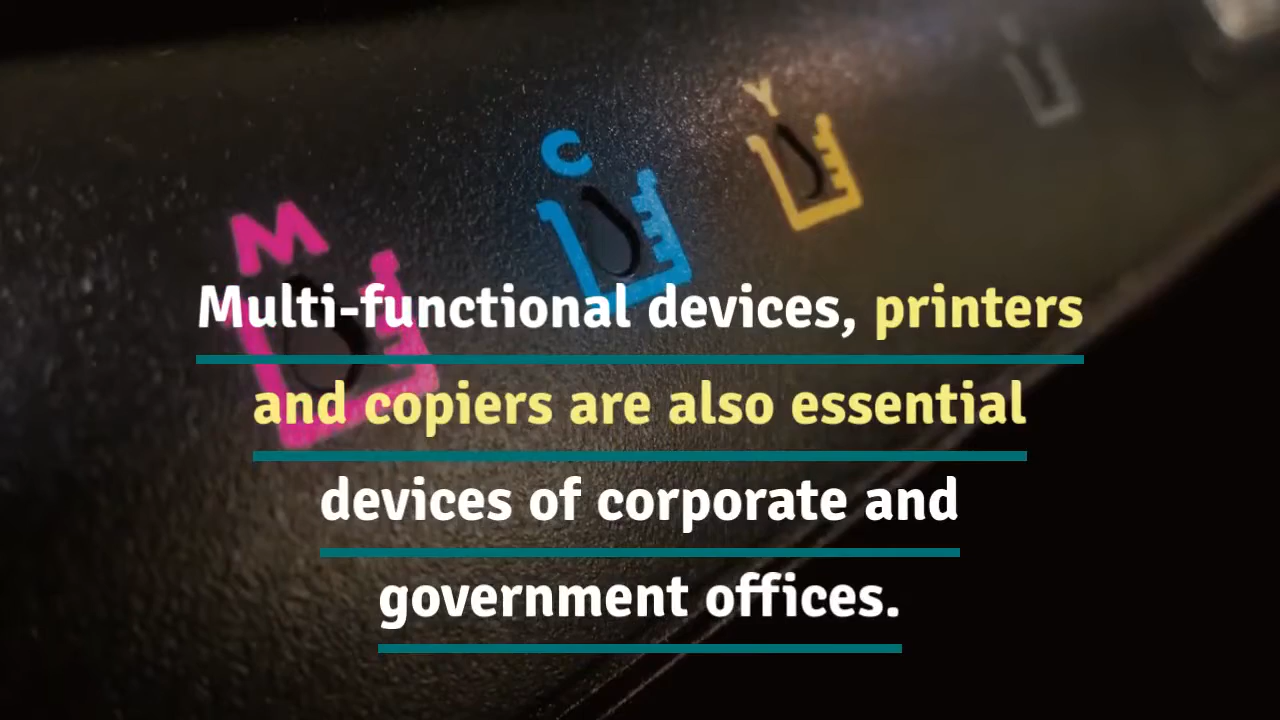 M
C
Y
Multi-functional devices, printers
and copiers are also essential
devices of corporate and
government offices.